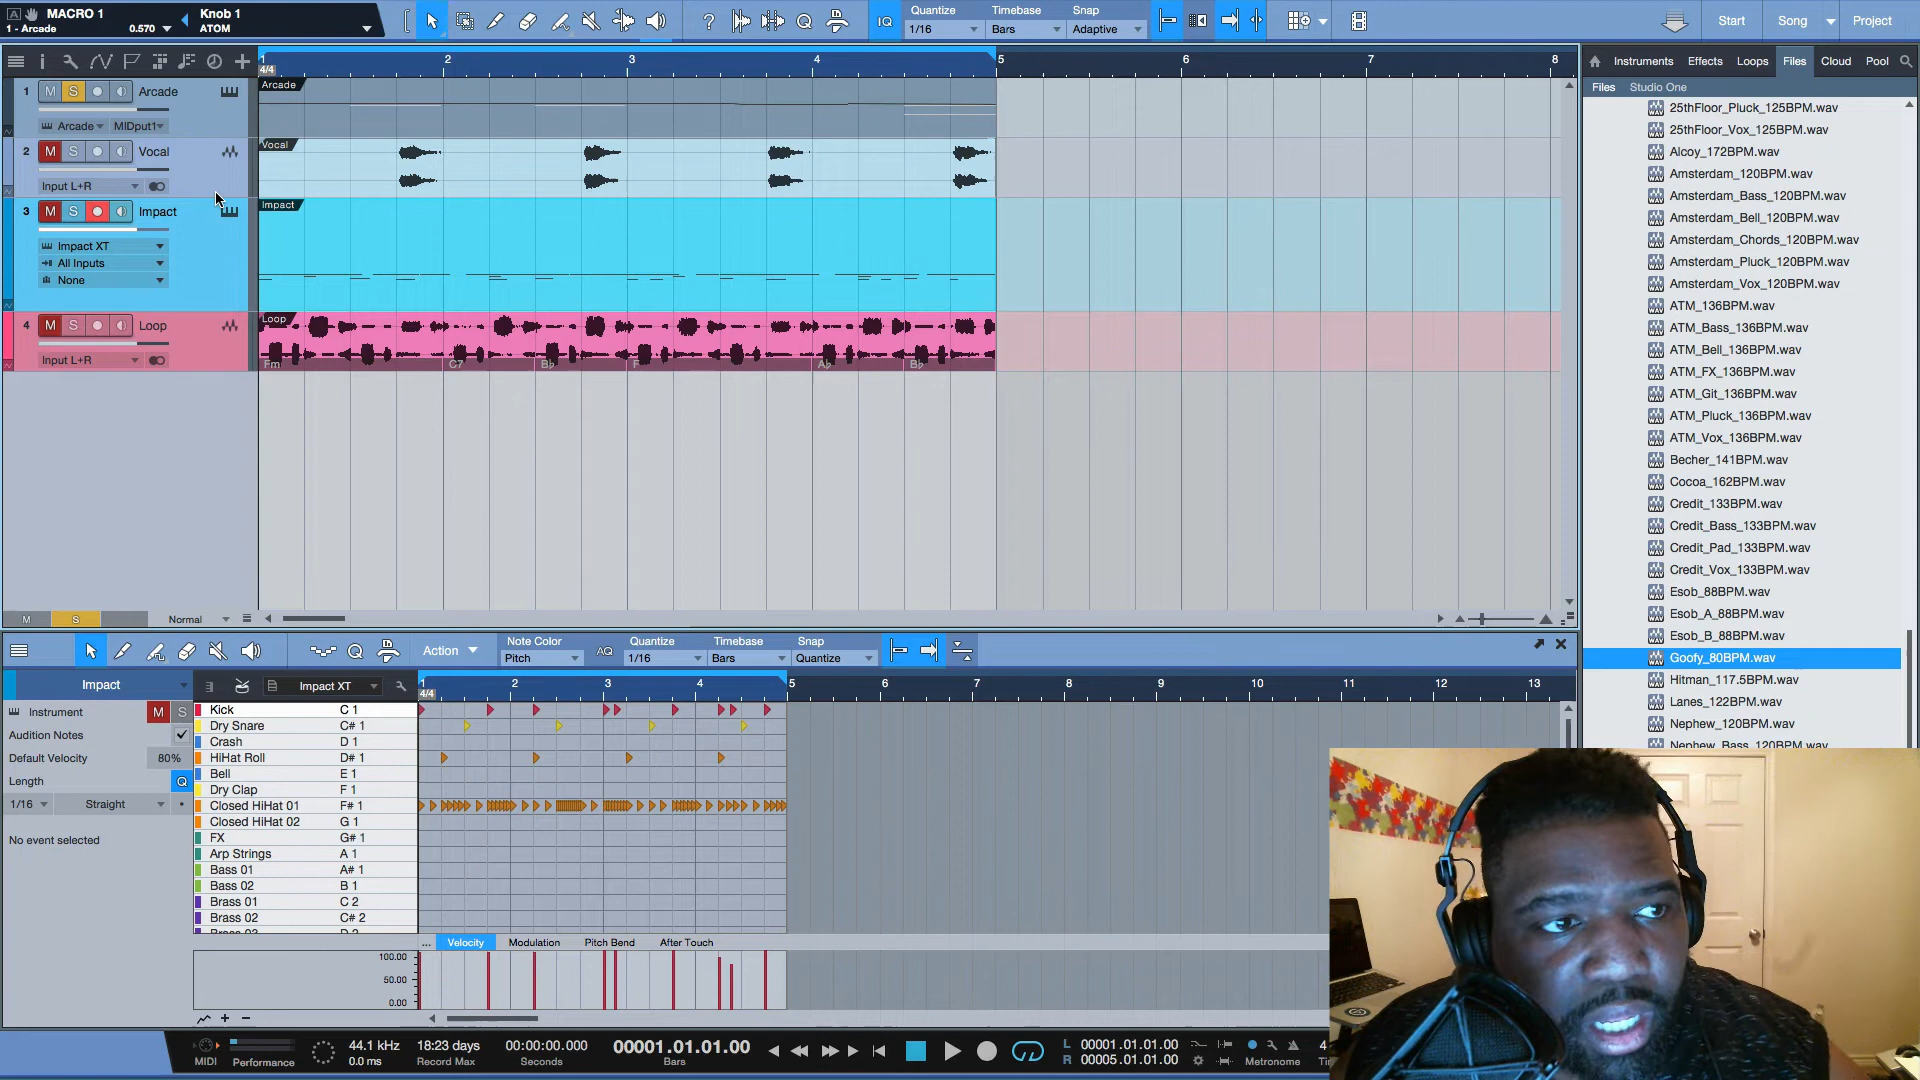 MACRO 1
1 - Arcade 0.570
Knob 1
ATOM
IQ
Quantize
1/16
Timebase
Bars
Snap
Adaptive
Start
Song
Project
1 2 3 4 5 6 7 8
4/4
1 M S Arcade
Arcade MIDput1
2 M S Vocal
Input L+R
3 M S Impact
Impact XT
All Inputs
None
4 M S Loop
Input L+R
Arcade
Vocal
Impact
Loop
Fm C7 B♭ F A♭ B♭
M S Normal
Instruments Effects Loops Files Cloud Pool
Files Studio One
25thFloor_Pluck_125BPM.wav
25thFloor_Vox_125BPM.wav
Alcoy_172BPM.wav
Amsterdam_120BPM.wav
Amsterdam_Bass_120BPM.wav
Amsterdam_Bell_120BPM.wav
Amsterdam_Chords_120BPM.wav
Amsterdam_Pluck_120BPM.wav
Amsterdam_Vox_120BPM.wav
ATM_136BPM.wav
ATM_Bass_136BPM.wav
ATM_Bell_136BPM.wav
ATM_FX_136BPM.wav
ATM_Git_136BPM.wav
ATM_Pluck_136BPM.wav
ATM_Vox_136BPM.wav
Becher_141BPM.wav
Cocoa_162BPM.wav
Credit_133BPM.wav
Credit_Bass_133BPM.wav
Credit_Pad_133BPM.wav
Credit_Vox_133BPM.wav
Esob_88BPM.wav
Esob_A_88BPM.wav
Esob_B_88BPM.wav
Goofy_80BPM.wav
Hitman_117.5BPM.wav
Lanes_122BPM.wav
Nephew_120BPM.wav
Nephew_Bass_120BPM.wav
Action
Note Color
Pitch
AQ
Quantize
1/16
Timebase
Bars
Snap
Quantize
Impact
Impact XT
1 2 3 4 5 6 7 8 9 10 11 12 13
4/4
Instrument M S
Audition Notes
Default Velocity 80%
Length Q
1/16 Straight
No event selected
Kick C 1
Dry Snare C# 1
Crash D 1
HiHat Roll D# 1
Bell E 1
Dry Clap F 1
Closed HiHat 01 F# 1
Closed HiHat 02 G 1
FX G# 1
Arp Strings A 1
Bass 01 A# 1
Bass 02 B 1
Brass 01 C 2
Brass 02 C# 2
Brass 03 D 2
... Velocity Modulation Pitch Bend After Touch
100.00
50.00
0.00
MIDI
Performance
44.1 kHz
0.0 ms
18:23 days
Record Max
00:00:00.000
Seconds
00001.01.01.00
Bars
L 00001.01.01.00
R 00005.01.01.00
Metronome
4